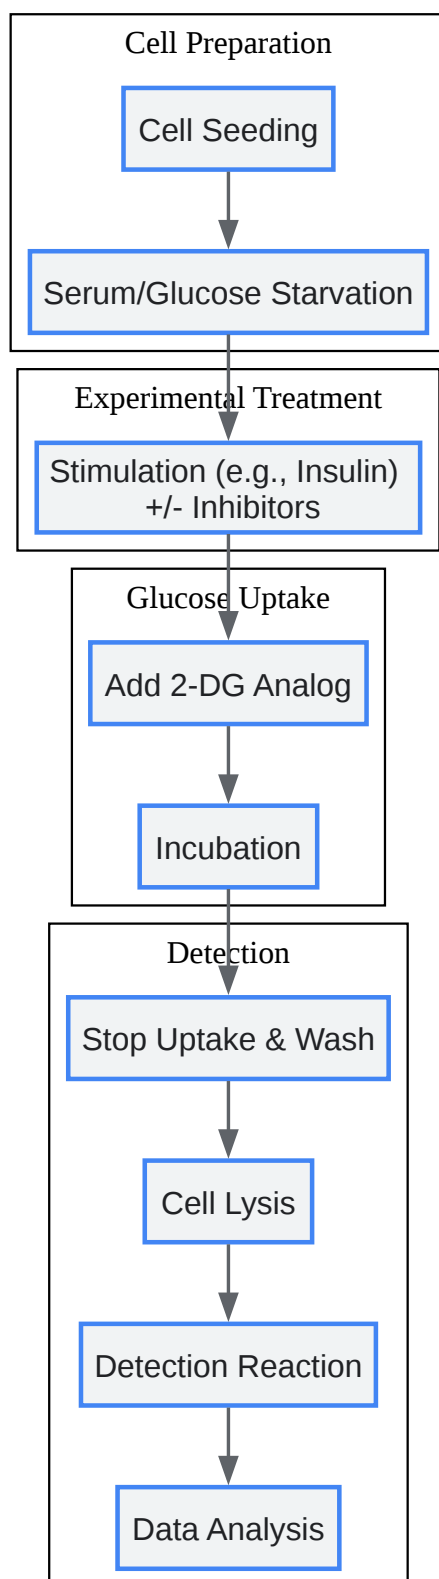 Cell Preparation
Cell Seeding
Serum/Glucose Starvation
Experimental Treatment
Stimulation (e.g., Insulin)
+/- Inhibitors
Glucose Uptake
Add 2-DG Analog
Incubation
Detection
Stop Uptake & Wash
Cell Lysis
Detection Reaction
Data Analysis